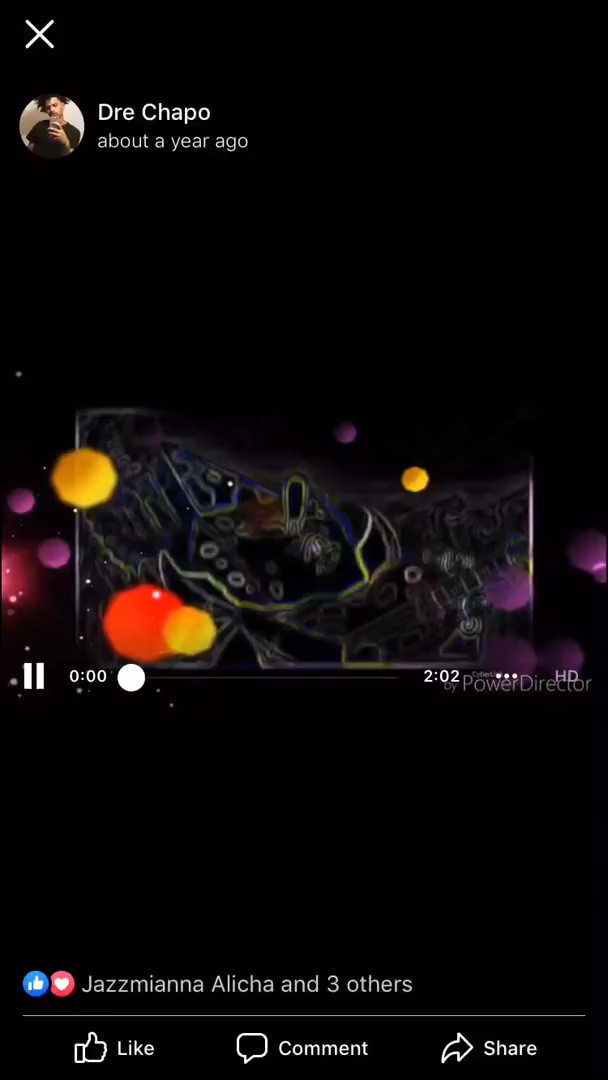 Dre Chapo
about a year ago
0:00
2:02
HD
by PowerDirector
Jazzmianna Alicha and 3 others
Like
Comment
Share